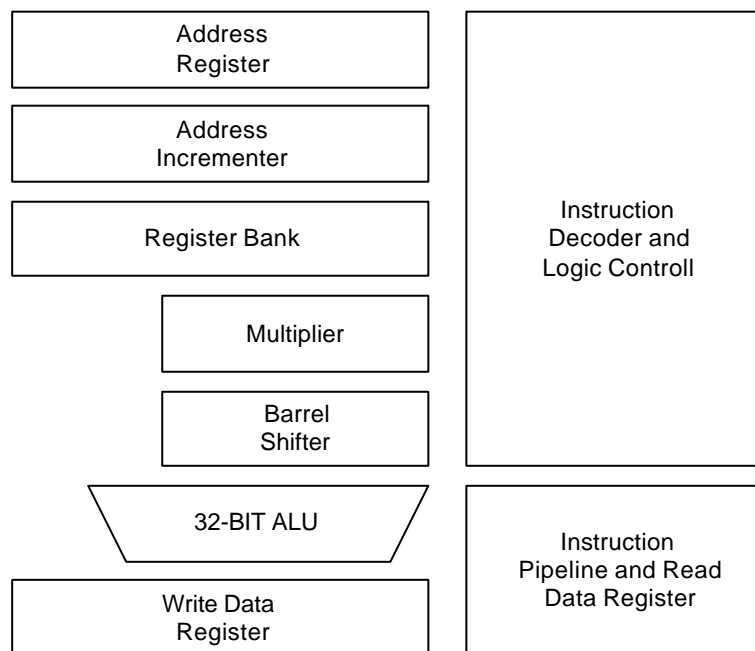 Address
Register
Address
Incrementer
Register Bank
Multiplier
Barrel
Shifter
32-BIT ALU
Write Data
Register
Instruction
Decoder and
Logic Controll
Instruction
Pipeline and Read
Data Register